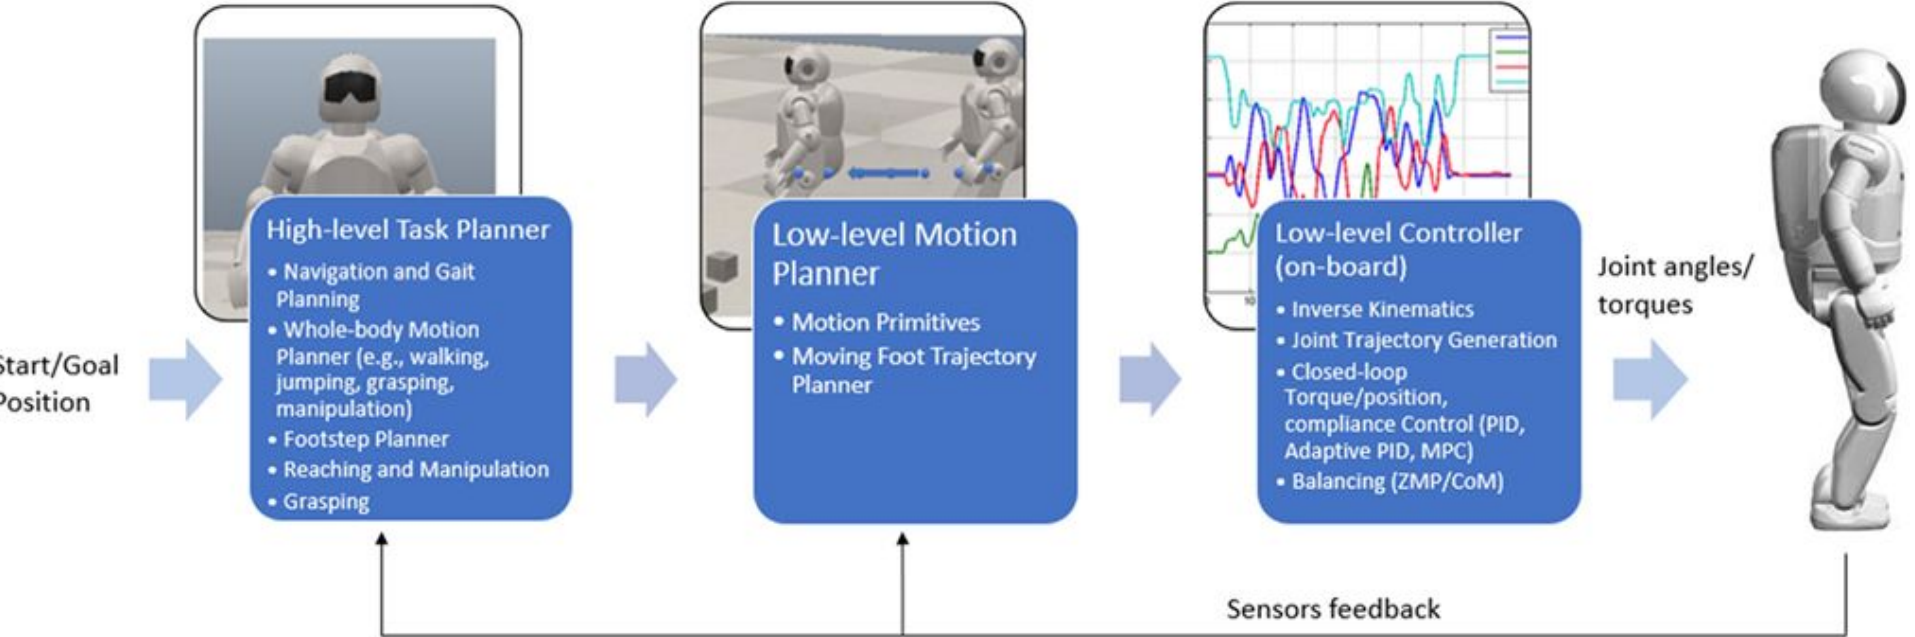 Start/Goal
Position
High-level Task Planner
• Navigation and Gait
Planning
• Whole-body Motion
Planner (e.g., walking,
jumping, grasping,
manipulation)
• Footstep Planner
• Reaching and Manipulation
• Grasping
Low-level Motion
Planner
• Motion Primitives
• Moving Foot Trajectory
Planner
10
Low-level Controller
(on-board)
• Inverse Kinematics
• Joint Trajectory Generation
• Closed-loop
Torque/position,
compliance Control (PID,
Adaptive PID, MPC)
• Balancing (ZMP/CoM)
Joint angles/
torques
Sensors feedback